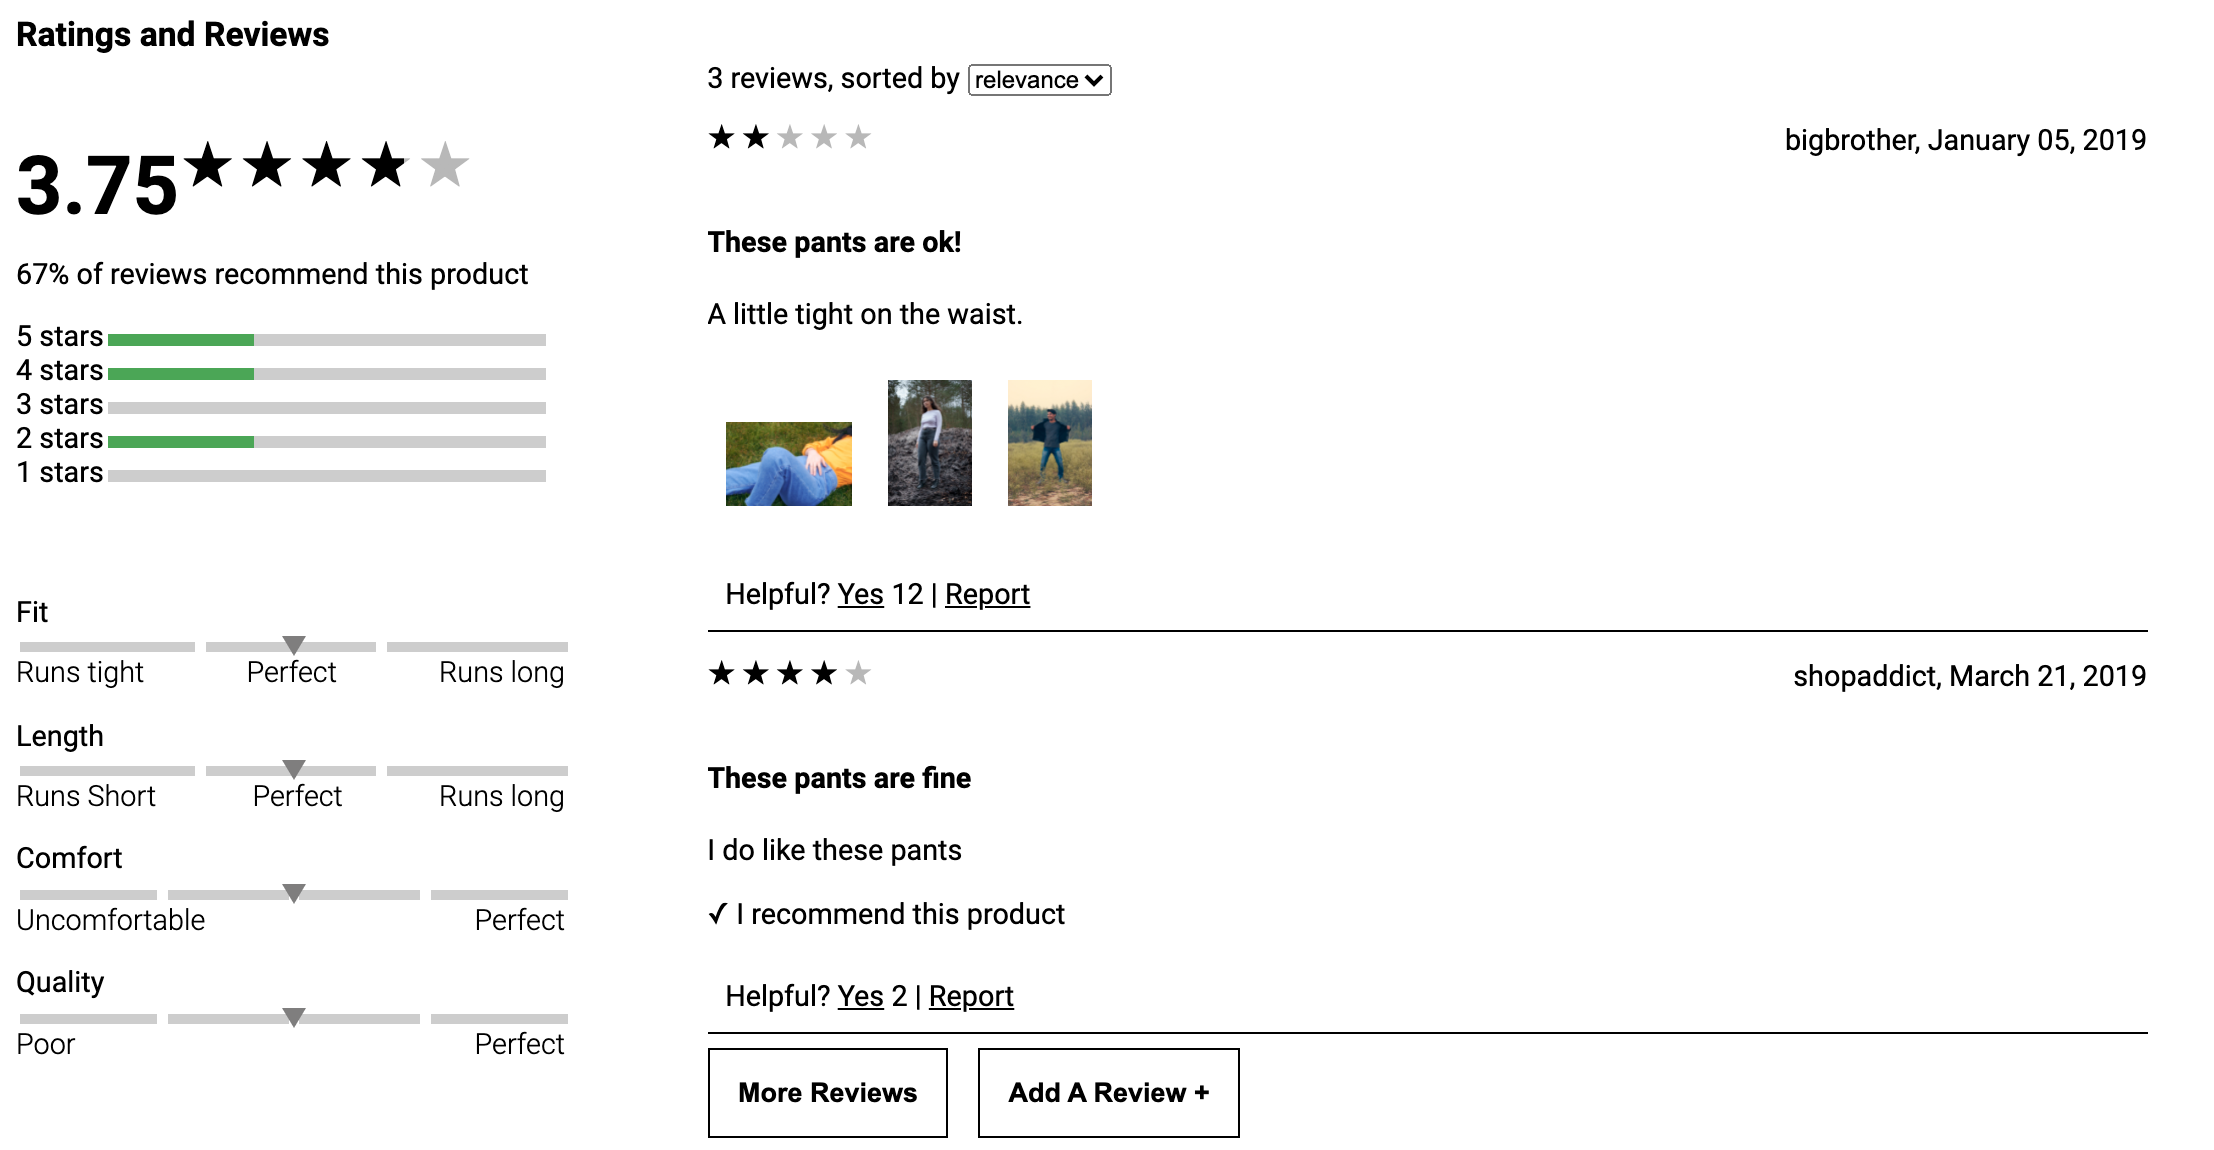 Ratings and Reviews
3.75
67% of reviews recommend this product
5 stars
4 stars
3 stars
2 stars
1 stars
Fit
Runs tight Perfect Runs long
Length
Runs Short Perfect Runs long
Comfort
Uncomfortable Perfect
Quality
Poor Perfect
3 reviews, sorted by relevance
bigbrother, January 05, 2019
These pants are ok!
A little tight on the waist.
Helpful? Yes 12 | Report
shopaddict, March 21, 2019
These pants are fine
I do like these pants
✓ I recommend this product
Helpful? Yes 2 | Report
More Reviews Add A Review +